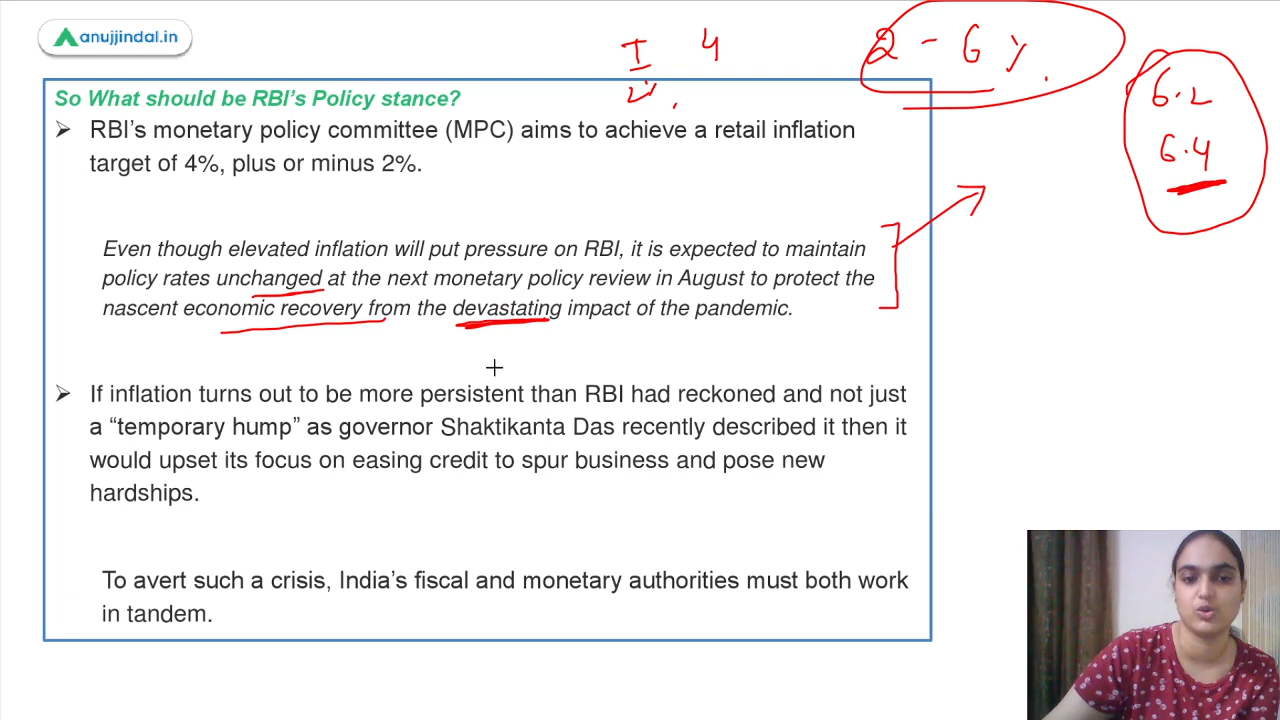 anujjindal.in
4
2 - 6 %.
6.2
6.4
So What should be RBI's Policy stance?
➤ RBI's monetary policy committee (MPC) aims to achieve a retail inflation
target of 4%, plus or minus 2%.
Even though elevated inflation will put pressure on RBI, it is expected to maintain
policy rates unchanged at the next monetary policy review in August to protect the
nascent economic recovery from the devastating impact of the pandemic.
➤ If inflation turns out to be more persistent than RBI had reckoned and not just
a “temporary hump” as governor Shaktikanta Das recently described it then it
would upset its focus on easing credit to spur business and pose new
hardships.
To avert such a crisis, India's fiscal and monetary authorities must both work
in tandem.